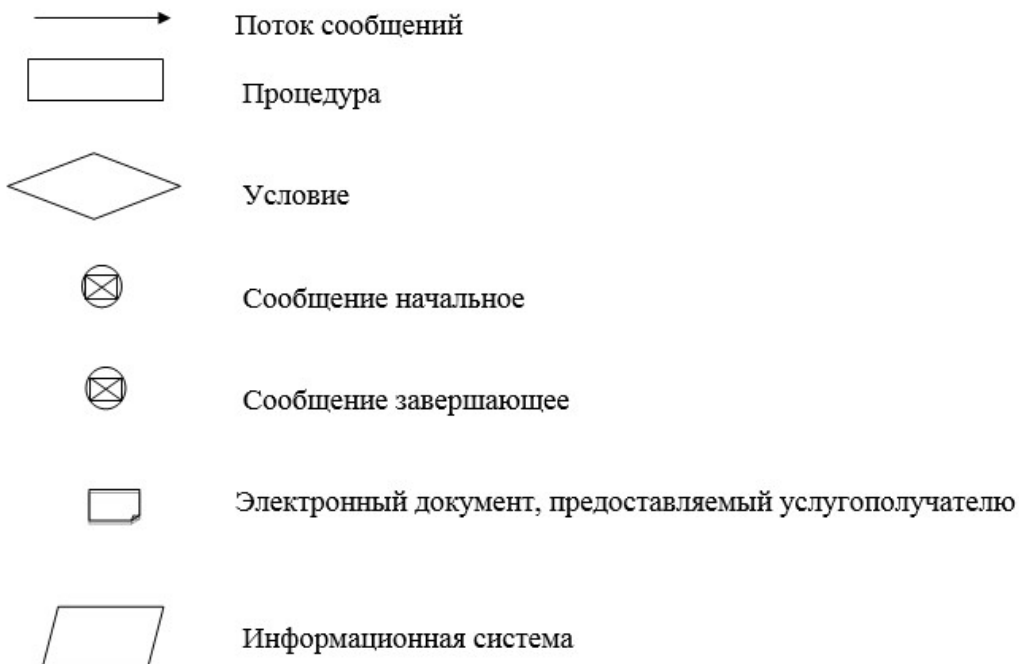 Поток сообщений
Процедура
Условие
Сообщение начальное
Сообщение завершающее
Электронный документ, предоставляемый услугополучателю
Информационная система